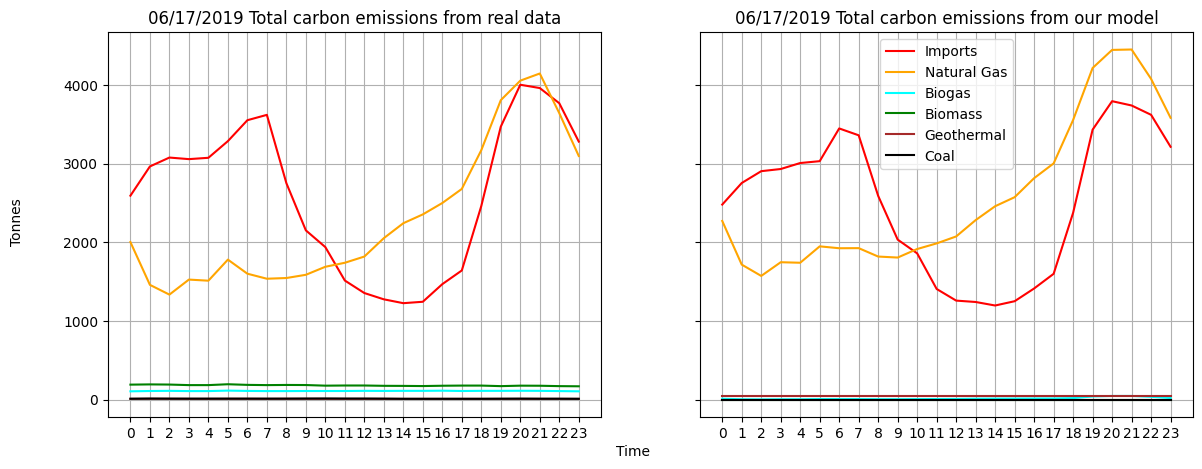 06/17/2019 Total carbon emissions from real data
06/17/2019 Total carbon emissions from our model
Tonnes
4000
3000
2000
1000
0
Imports
Natural Gas
Biogas
Biomass
Geothermal
Coal
0 1 2 3 4 5 6 7 8 9 10 11 12 13 14 15 16 17 18 19 20 21 22 23
0 1 2 3 4 5 6 7 8 9 10 11 12 13 14 15 16 17 18 19 20 21 22 23
Time